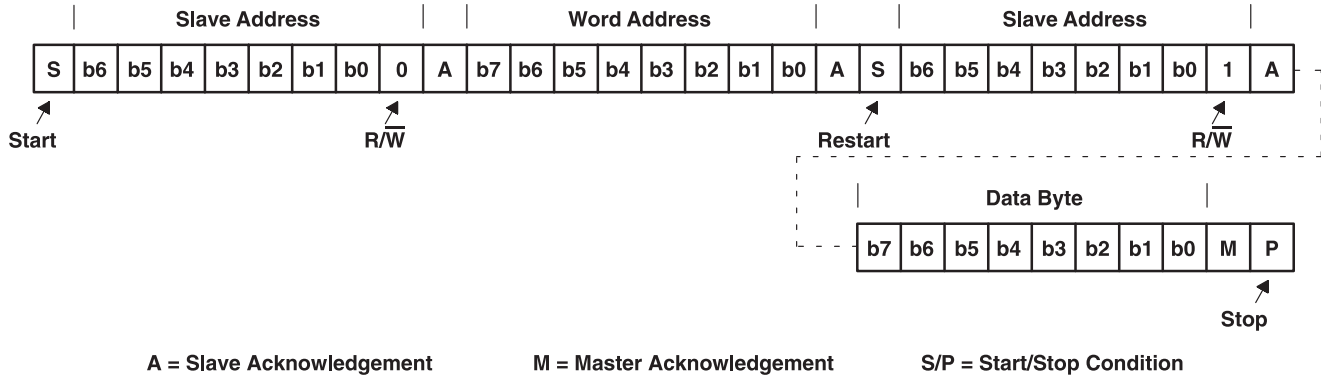 Slave Address Word Address Slave Address
S b6 b5 b4 b3 b2 b1 b0 0 A b7 b6 b5 b4 b3 b2 b1 b0 A S b6 b5 b4 b3 b2 b1 b0 1 A
Start R/W̅ Restart R/W̅
Data Byte
b7 b6 b5 b4 b3 b2 b1 b0 M P
Stop
A = Slave Acknowledgement M = Master Acknowledgement S/P = Start/Stop Condition